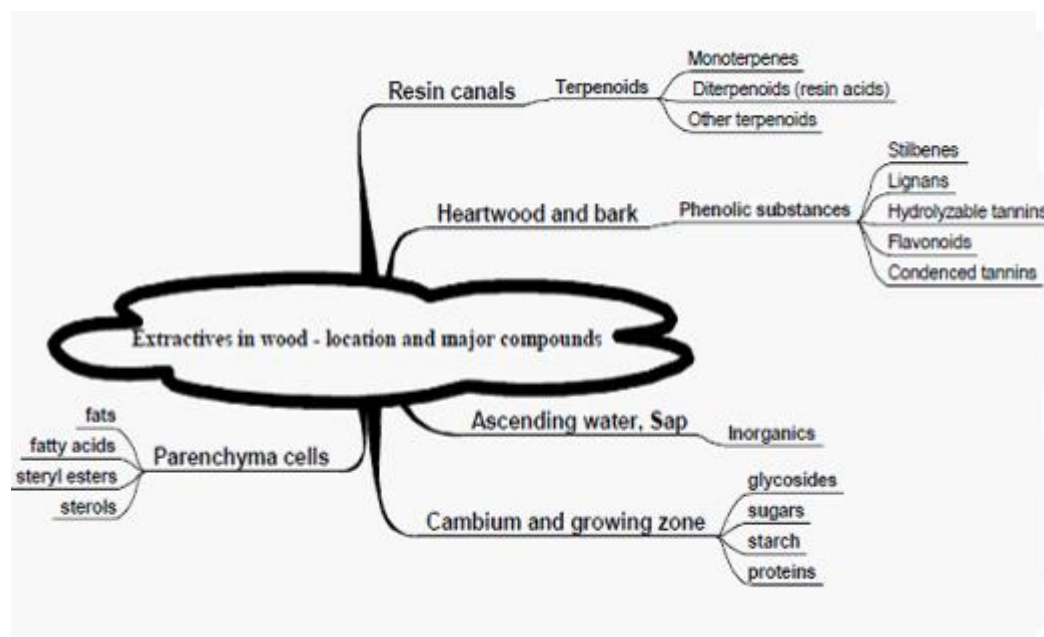 Resin canals
Terpenoids
Monoterpenes
Diterpenoids (resin acids)
Other terpenoids
Heartwood and bark
Phenolic substances
Stilbenes
Lignans
Hydrolyzable tannins
Flavonoids
Condenced tannins
Extractives in wood - location and major compounds
Ascending water, Sap
Inorganics
Parenchyma cells
fats
fatty acids
steryl esters
sterols
Cambium and growing zone
glycosides
sugars
starch
proteins